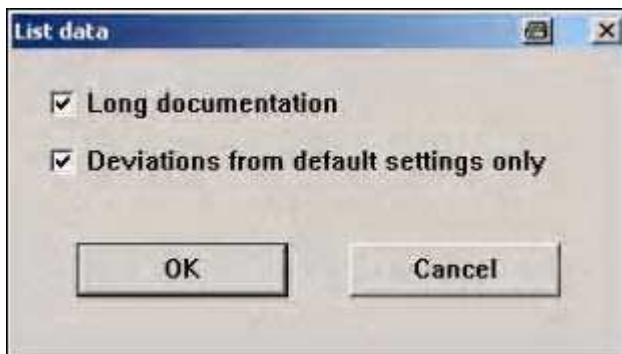 List data
Long documentation
Deviations from default settings only
OK Cancel